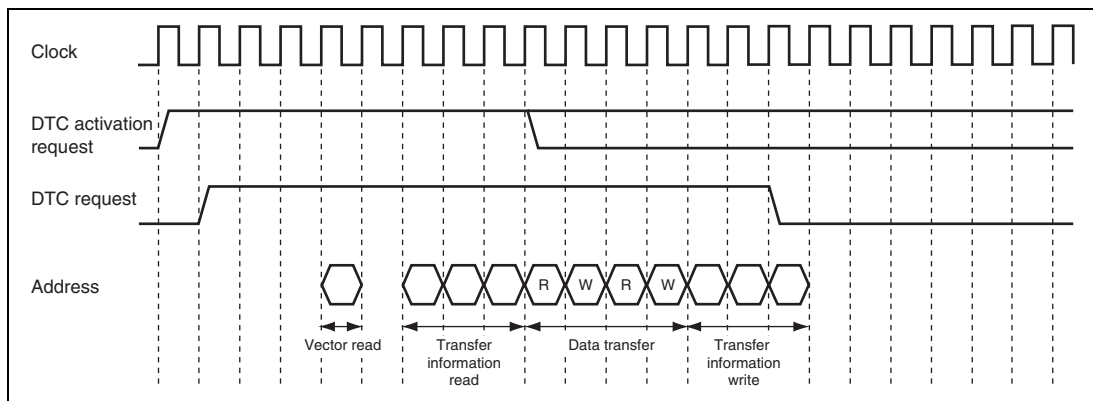 Clock
DTC activation
request
DTC request
Address
R W R W
Vector read
Transfer
information
read
Data transfer
Transfer
information
write